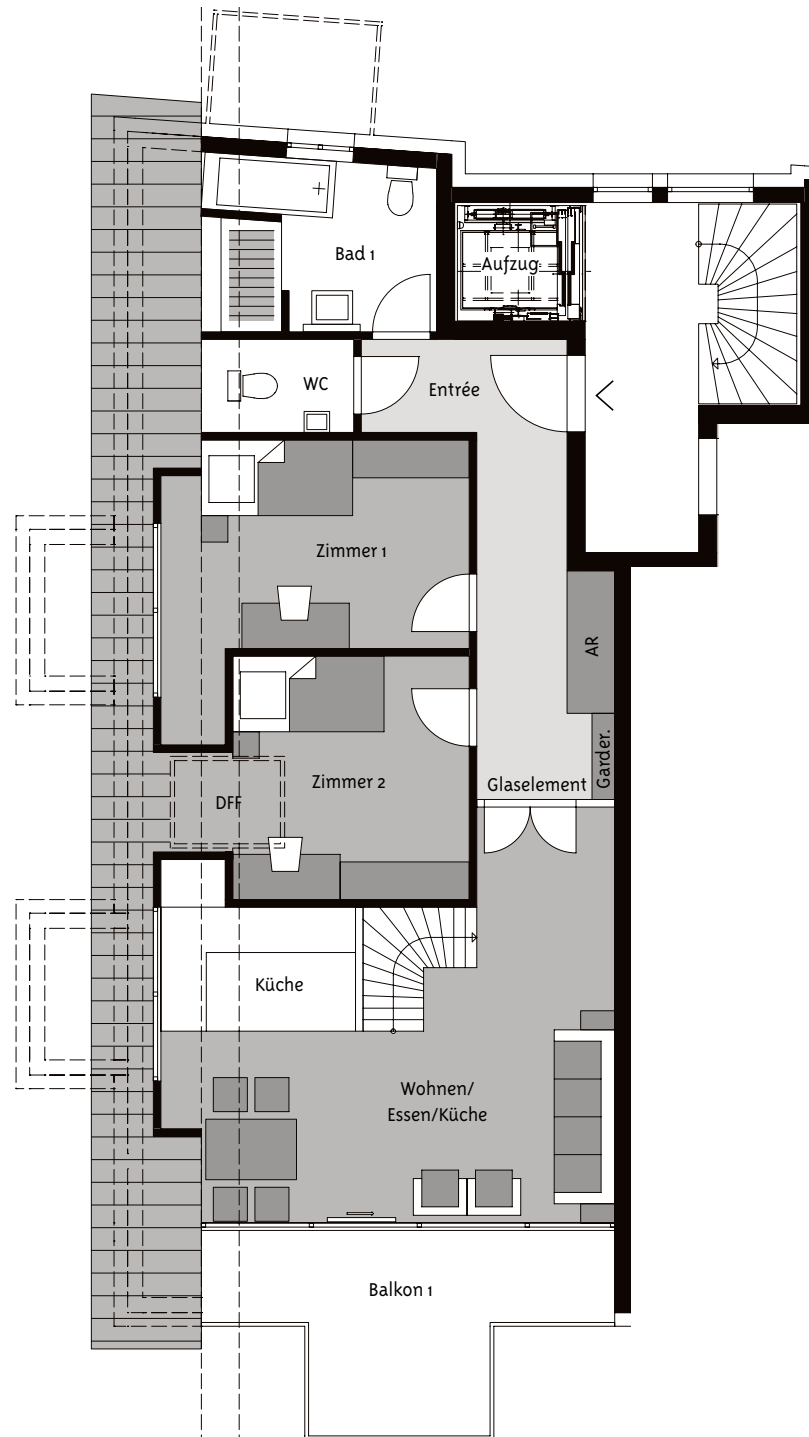 Bad 1
Aufzug
WC
Entrée
Zimmer 1
AR
Garder.
Zimmer 2
Glaselement
DFF
Küche
Wohnen/
Essen/Küche
Balkon 1